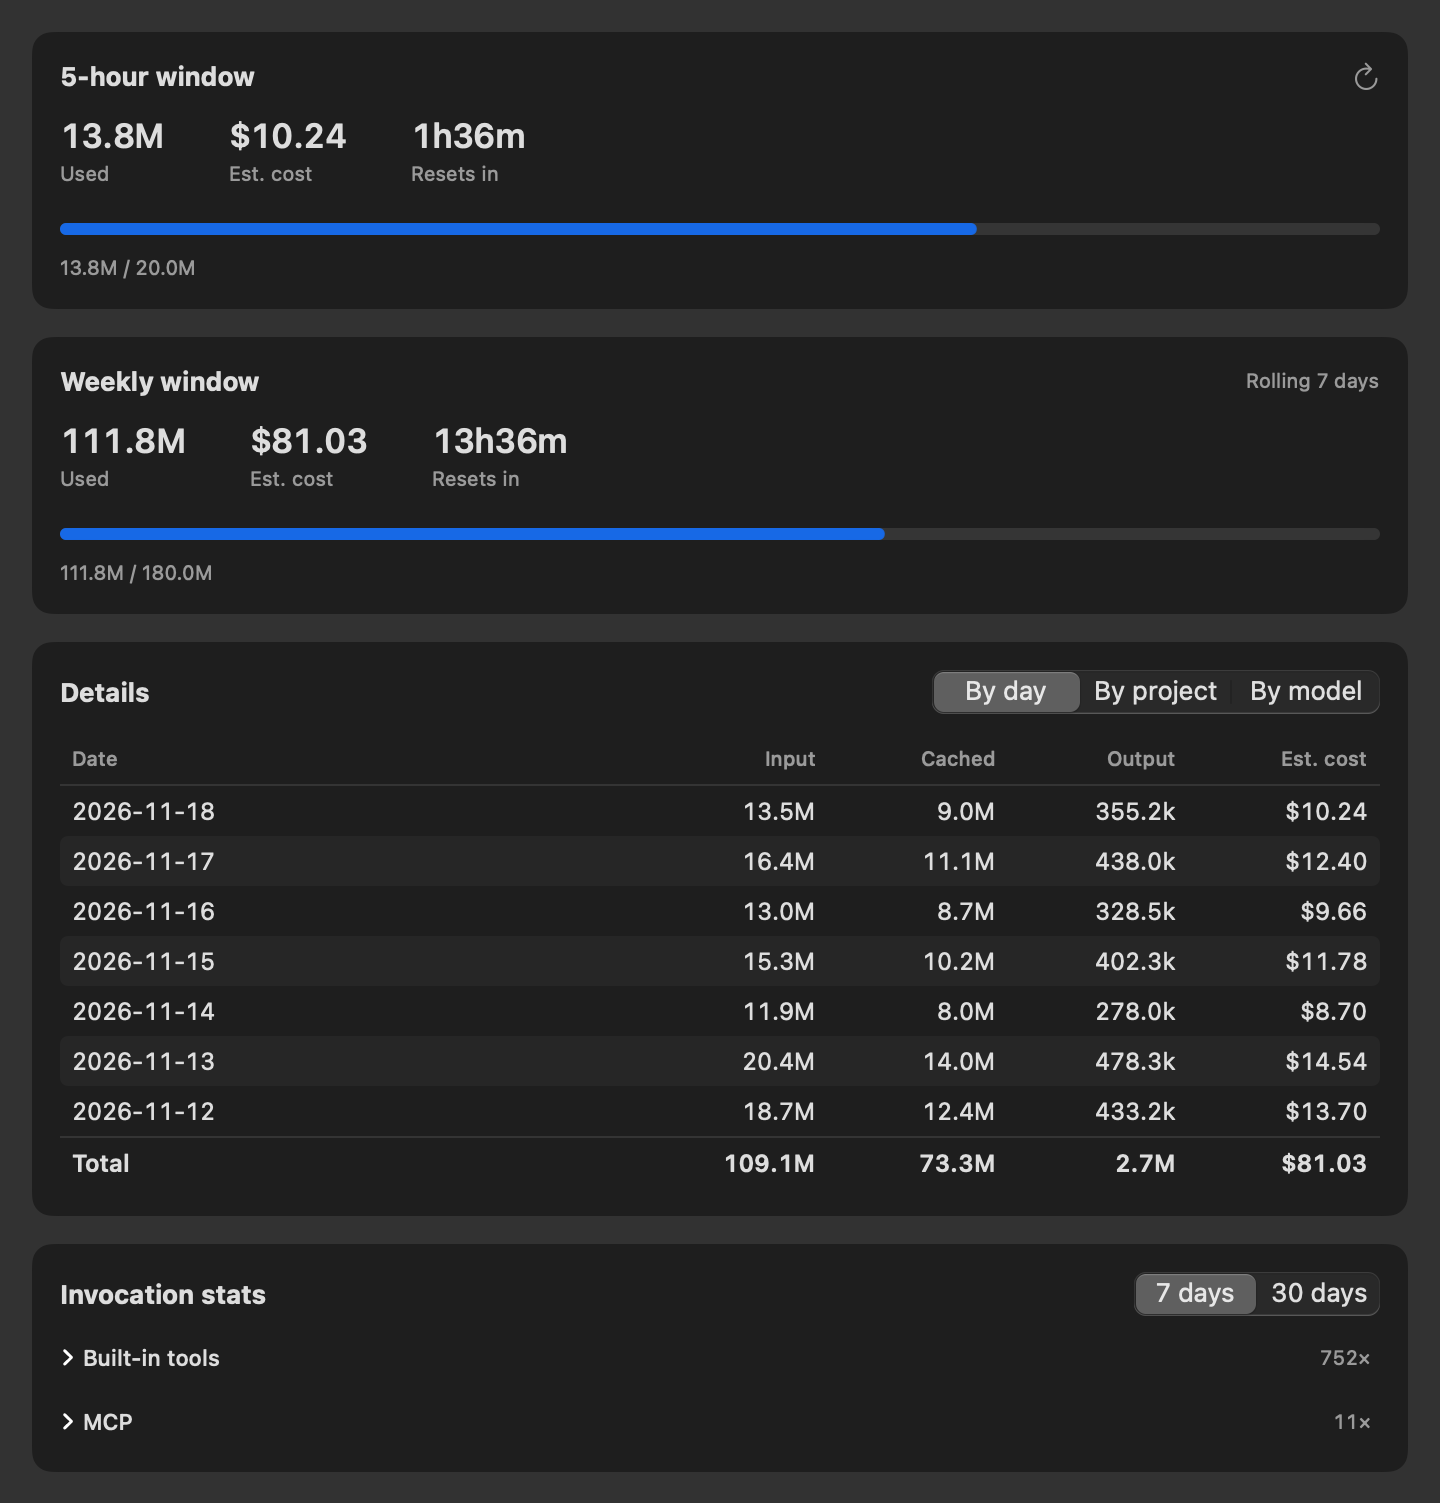 5-hour window
13.8M $10.24 1h36m
Used Est. cost Resets in
13.8M / 20.0M
Weekly window Rolling 7 days
111.8M $81.03 13h36m
Used Est. cost Resets in
111.8M / 180.0M
Details By day By project By model
Date Input Cached Output Est. cost
2026-11-18 13.5M 9.0M 355.2k $10.24
2026-11-17 16.4M 11.1M 438.0k $12.40
2026-11-16 13.0M 8.7M 328.5k $9.66
2026-11-15 15.3M 10.2M 402.3k $11.78
2026-11-14 11.9M 8.0M 278.0k $8.70
2026-11-13 20.4M 14.0M 478.3k $14.54
2026-11-12 18.7M 12.4M 433.2k $13.70
Total 109.1M 73.3M 2.7M $81.03
Invocation stats 7 days 30 days
Built-in tools 752×
MCP 11×